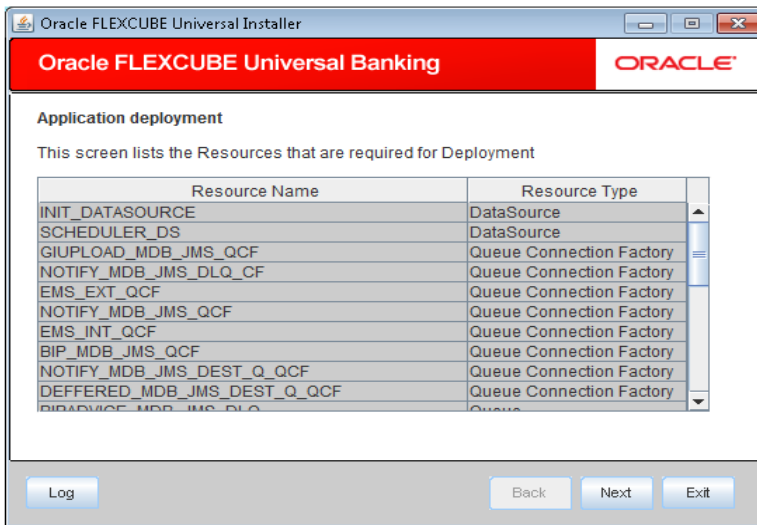 Oracle FLEXCUBE Universal Installer
Oracle FLEXCUBE Universal Banking
ORACLE
Application deployment
This screen lists the Resources that are required for Deployment
Resource Name Resource Type
INIT_DATASOURCE DataSource
SCHEDULER_DS DataSource
GIUPLOAD_MDB_JMS_QCF Queue Connection Factory
NOTIFY_MDB_JMS_DLQ_CF Queue Connection Factory
EMS_EXT_QCF Queue Connection Factory
NOTIFY_MDB_JMS_QCF Queue Connection Factory
EMS_INT_QCF Queue Connection Factory
BIP_MDB_JMS_QCF Queue Connection Factory
NOTIFY_MDB_JMS_DEST_Q_QCF Queue Connection Factory
DEFFERED_MDB_JMS_DEST_Q_QCF Queue Connection Factory
BIPADVICE_MDB_JMS_DLQ Queue
Log Back Next Exit